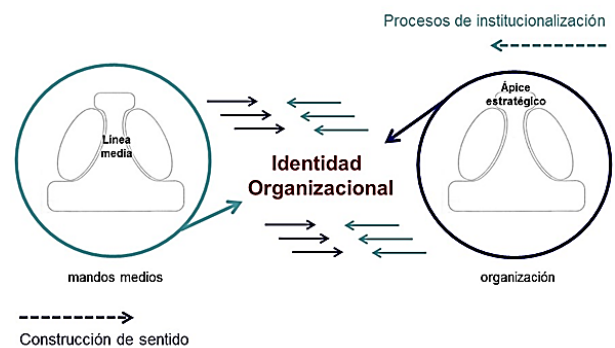 Procesos de institucionalización
Ápice
estratégico
Línea
media
Identidad
Organizacional
mandos medios
organización
Construcción de sentido